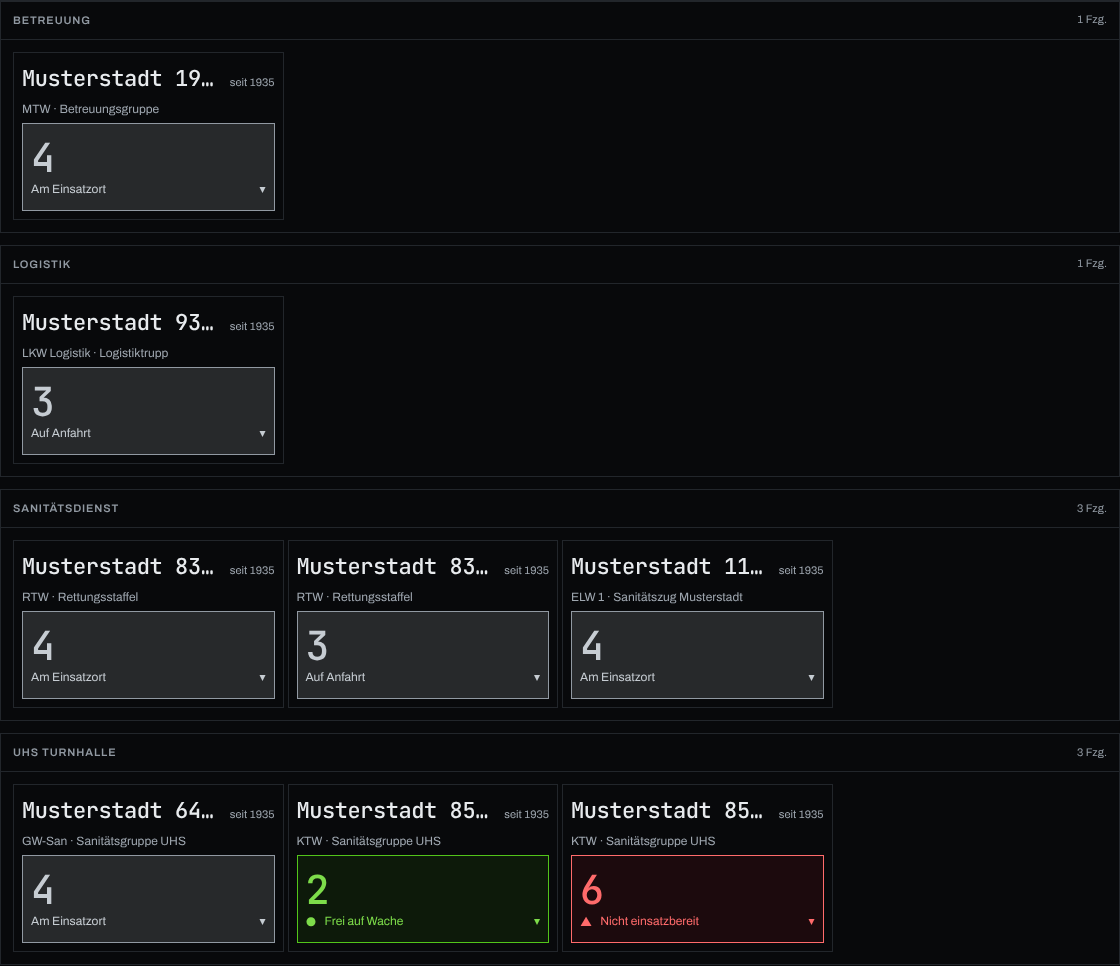 BETREUUNG 1 Fzg.
Musterstadt 19… seit 1935
MTW · Betreuungsgruppe
4
Am Einsatzort ▼
LOGISTIK 1 Fzg.
Musterstadt 93… seit 1935
LKW Logistik · Logistiktrupp
3
Auf Anfahrt ▼
SANITÄTSDIENST 3 Fzg.
Musterstadt 83… seit 1935
RTW · Rettungsstaffel
4
Am Einsatzort ▼
Musterstadt 83… seit 1935
RTW · Rettungsstaffel
3
Auf Anfahrt ▼
Musterstadt 11… seit 1935
ELW 1 · Sanitätszug Musterstadt
4
Am Einsatzort ▼
UHS TURNHALLE 3 Fzg.
Musterstadt 64… seit 1935
GW-San · Sanitätsgruppe UHS
4
Am Einsatzort ▼
Musterstadt 85… seit 1935
KTW · Sanitätsgruppe UHS
2
● Frei auf Wache ▼
Musterstadt 85… seit 1935
KTW · Sanitätsgruppe UHS
6
▲ Nicht einsatzbereit ▼